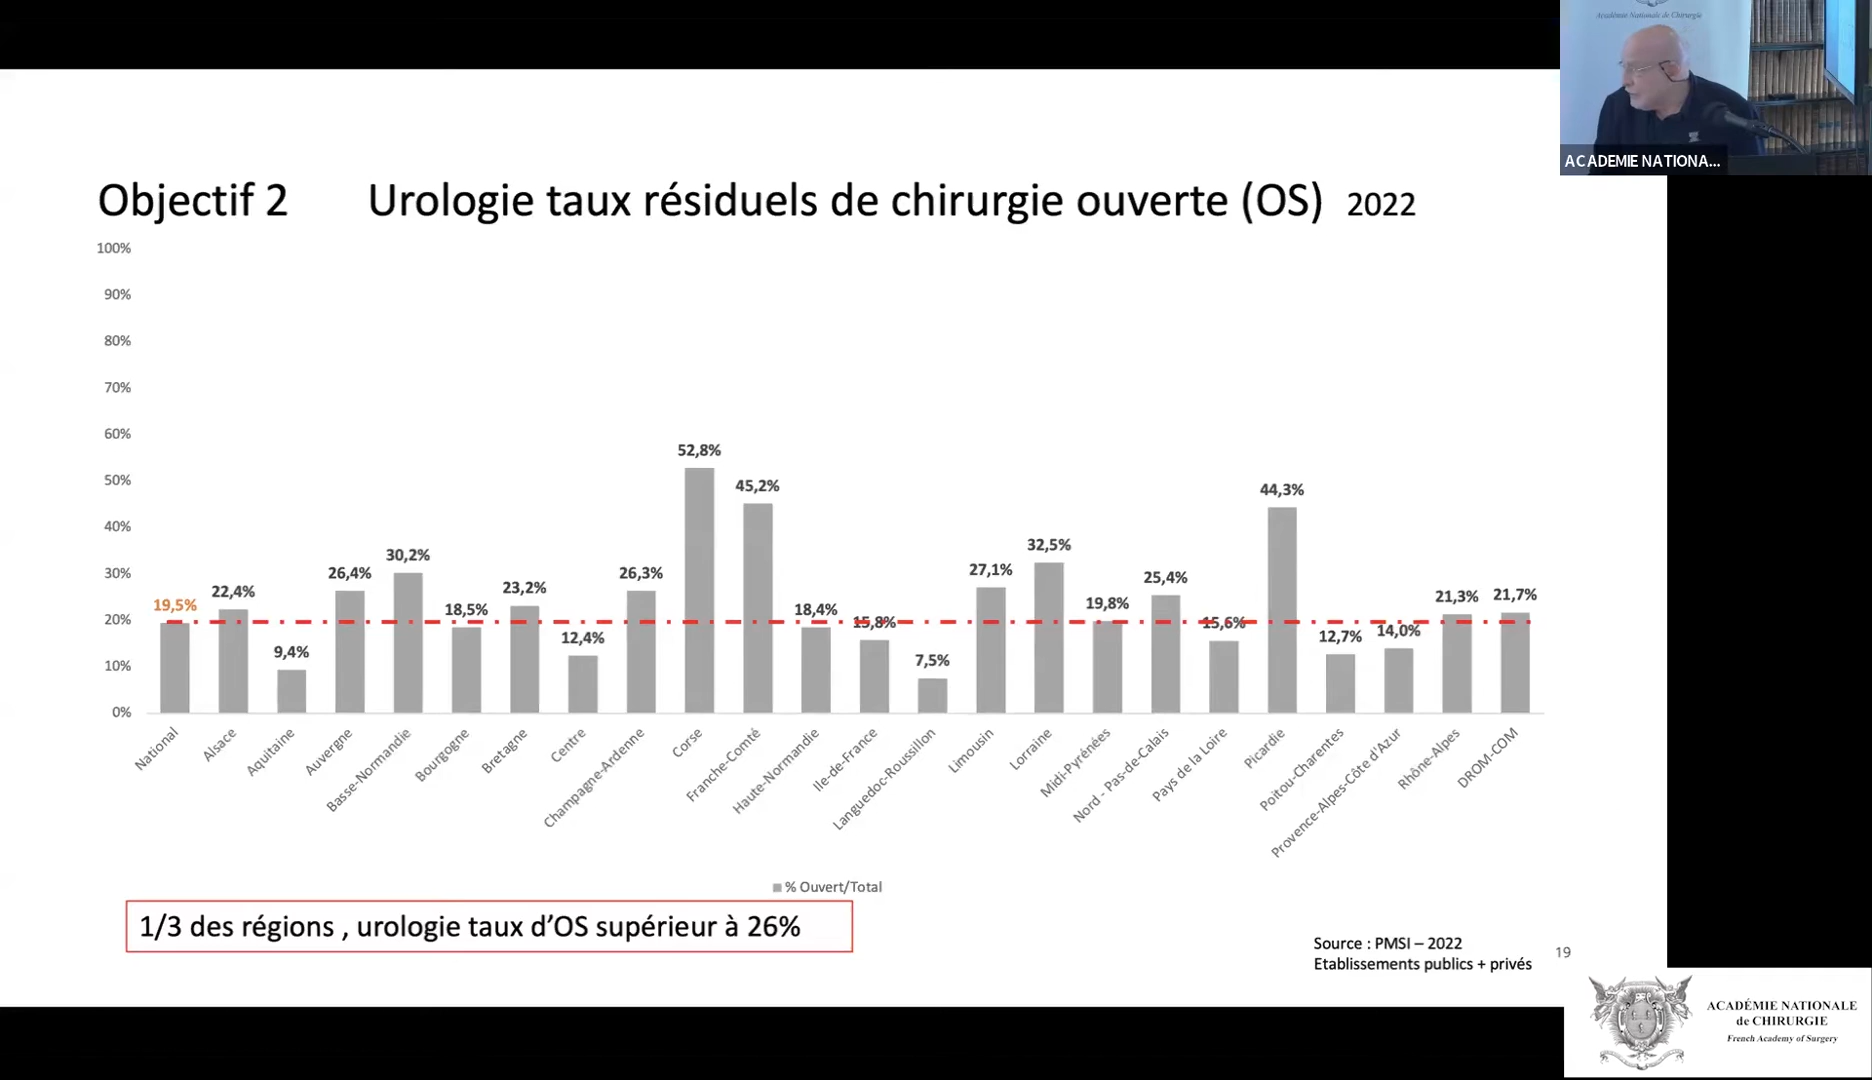 Académie Nationale de Chirurgie
ACADEMIE NATIONA...
Objectif 2 Urologie taux résiduels de chirurgie ouverte (OS) 2022
100%
90%
80%
70%
60%
50%
40%
30%
20%
10%
0%
19,5%
22,4%
9,4%
26,4%
30,2%
18,5%
23,2%
12,4%
26,3%
52,8%
45,2%
18,4%
15,8%
7,5%
27,1%
32,5%
19,8%
25,4%
15,6%
44,3%
12,7%
14,0%
21,3%
21,7%
National
Alsace
Aquitaine
Auvergne
Basse-Normandie
Bourgogne
Bretagne
Centre
Champagne-Ardenne
Corse
Franche-Comté
Haute-Normandie
Ile-de-France
Languedoc-Roussillon
Limousin
Lorraine
Midi-Pyrénées
Nord - Pas-de-Calais
Pays de la Loire
Picardie
Poitou-Charentes
Provence-Alpes-Côte d'Azur
Rhône-Alpes
DROM-COM
% Ouvert/Total
1/3 des régions , urologie taux d’OS supérieur à 26%
Source : PMSI – 2022
Etablissements publics + privés
19
ACADÉMIE NATIONALE
de CHIRURGIE
French Academy of Surgery